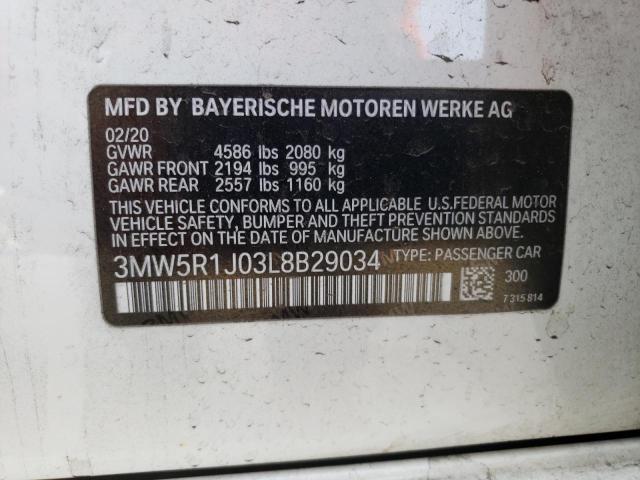 MFD BY BAYERISCHE MOTOREN WERKE AG
02/20
GVWR 4586 lbs 2080 kg
GAWR FRONT 2194 lbs 995 kg
GAWR REAR 2557 lbs 1160 kg
THIS VEHICLE CONFORMS TO ALL APPLICABLE U.S.FEDERAL MOTOR
VEHICLE SAFETY, BUMPER AND THEFT PREVENTION STANDARDS
IN EFFECT ON THE DATE OF MANUFACTURE SHOWN ABOVE.
3MW5R1J03L8B29034 TYPE: PASSENGER CAR
300
7 315 814